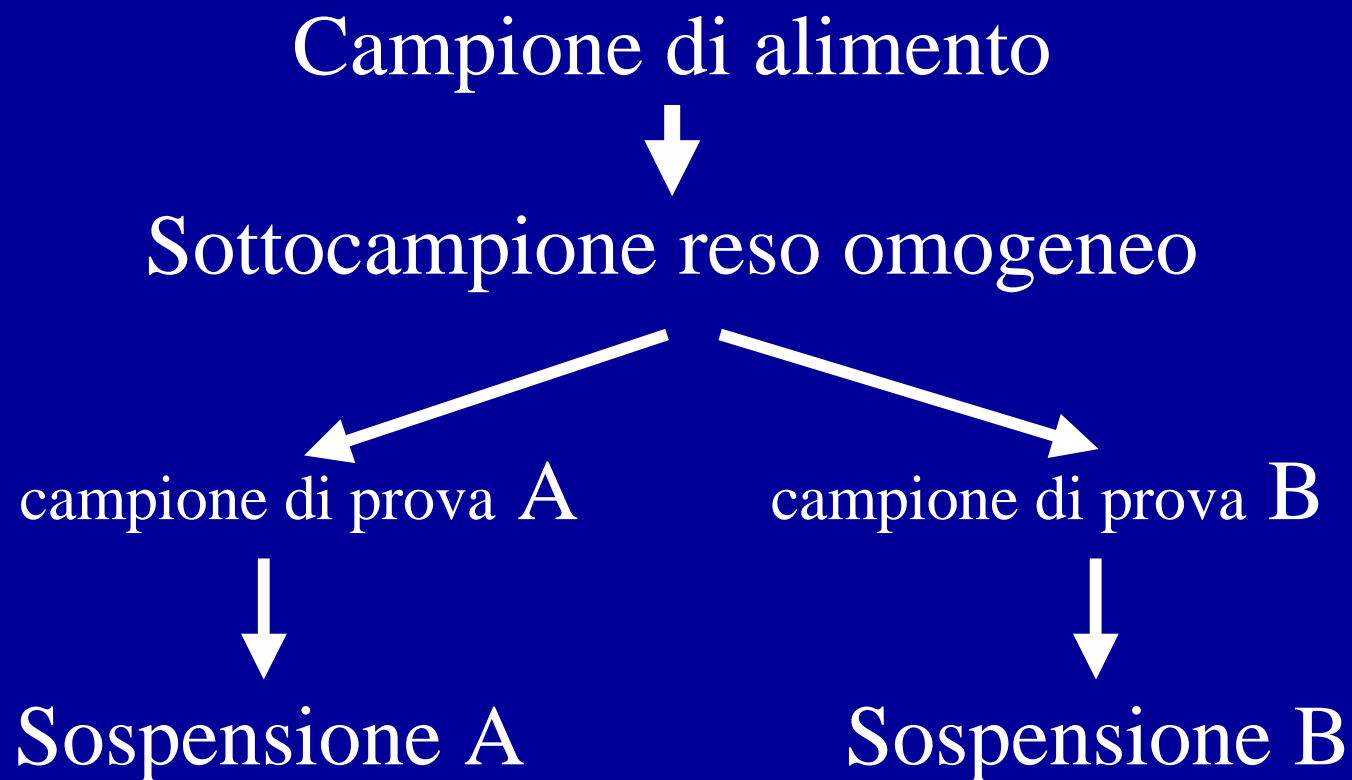 Campione di alimento
Sottocampione reso omogeneo
campione di prova A
campione di prova B
Sospensione A
Sospensione B